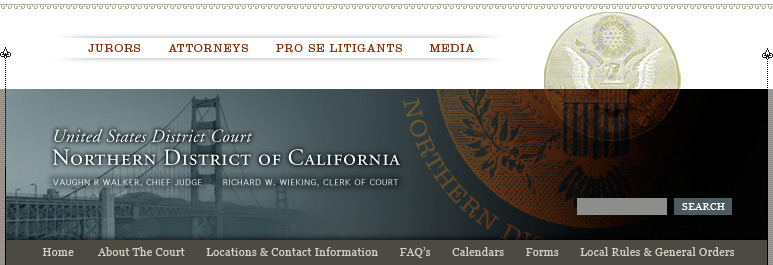 JURORS ATTORNEYS PRO SE LITIGANTS MEDIA
United States District Court
NORTHERN DISTRICT OF CALIFORNIA
VAUGHN R WALKER, CHIEF JUDGE RICHARD W. WIEKING, CLERK OF COURT
NORTHERN DIS
SEARCH
Home About The Court Locations & Contact Information FAQ's Calendars Forms Local Rules & General Orders